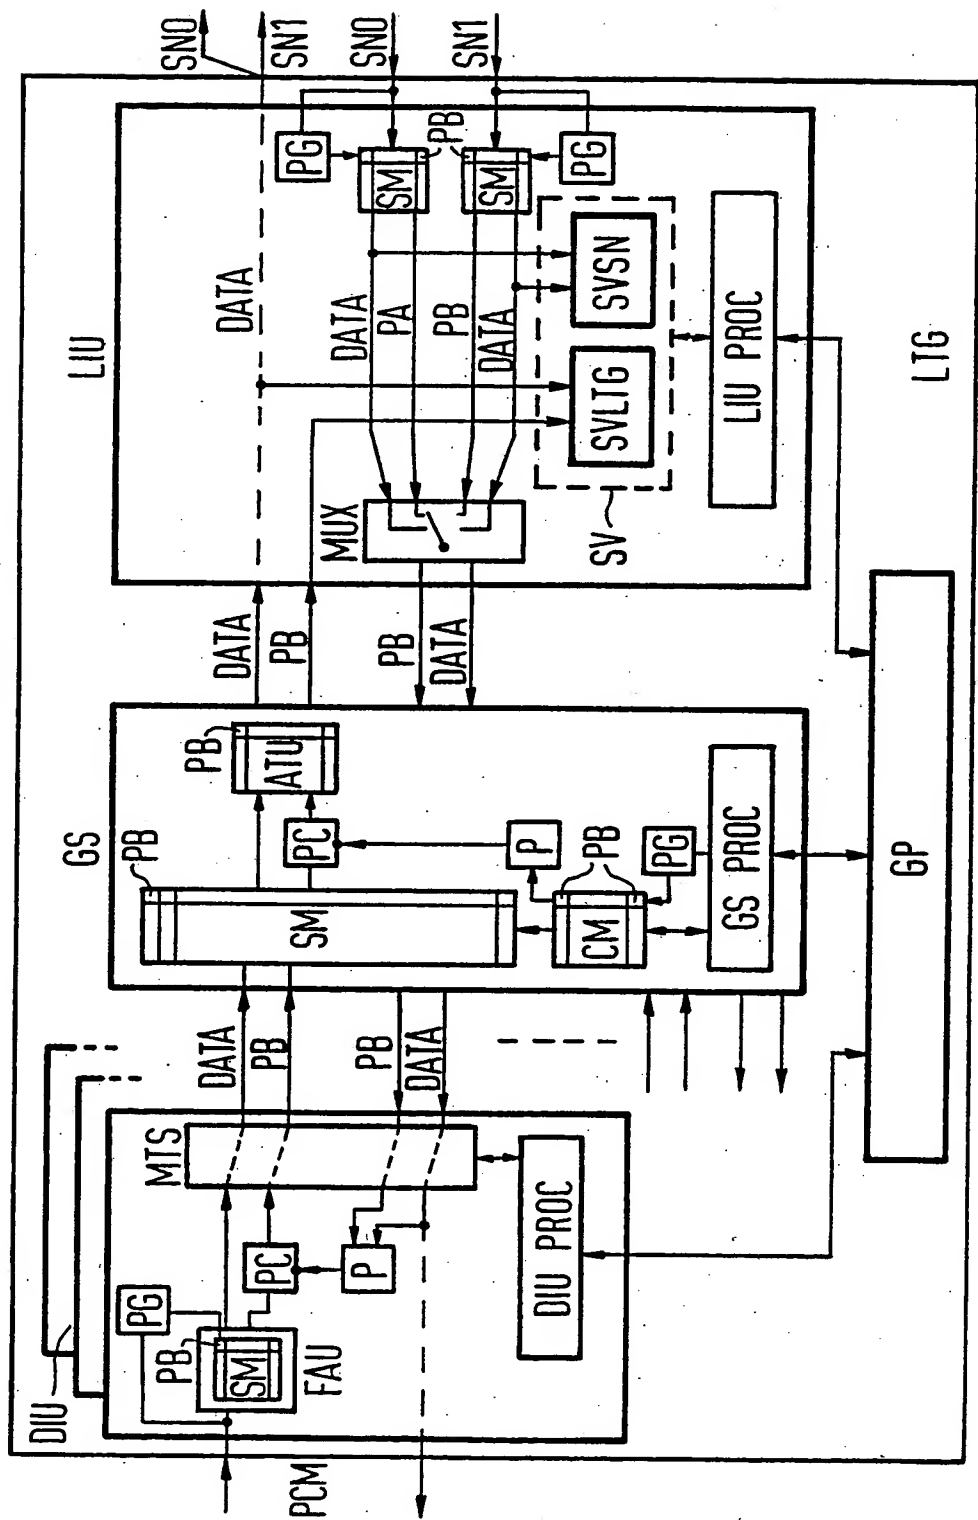 DIU
PCM
PG
PB
SM
FAU
PC
P
MTS
DIU PROC
DATA
PB
PB
DATA
GS
PB
SM
PC
PB
ATU
P
PB
CM
PG
GS PROC
DATA
PB
PB
DATA
LIU
MUX
DATA
DATA
PA
PB
DATA
SM
PB
SM
PG
PG
SV
SVLTG
SVSN
LIU PROC
SN0
SN1
SN0
SN1
GP
LTG